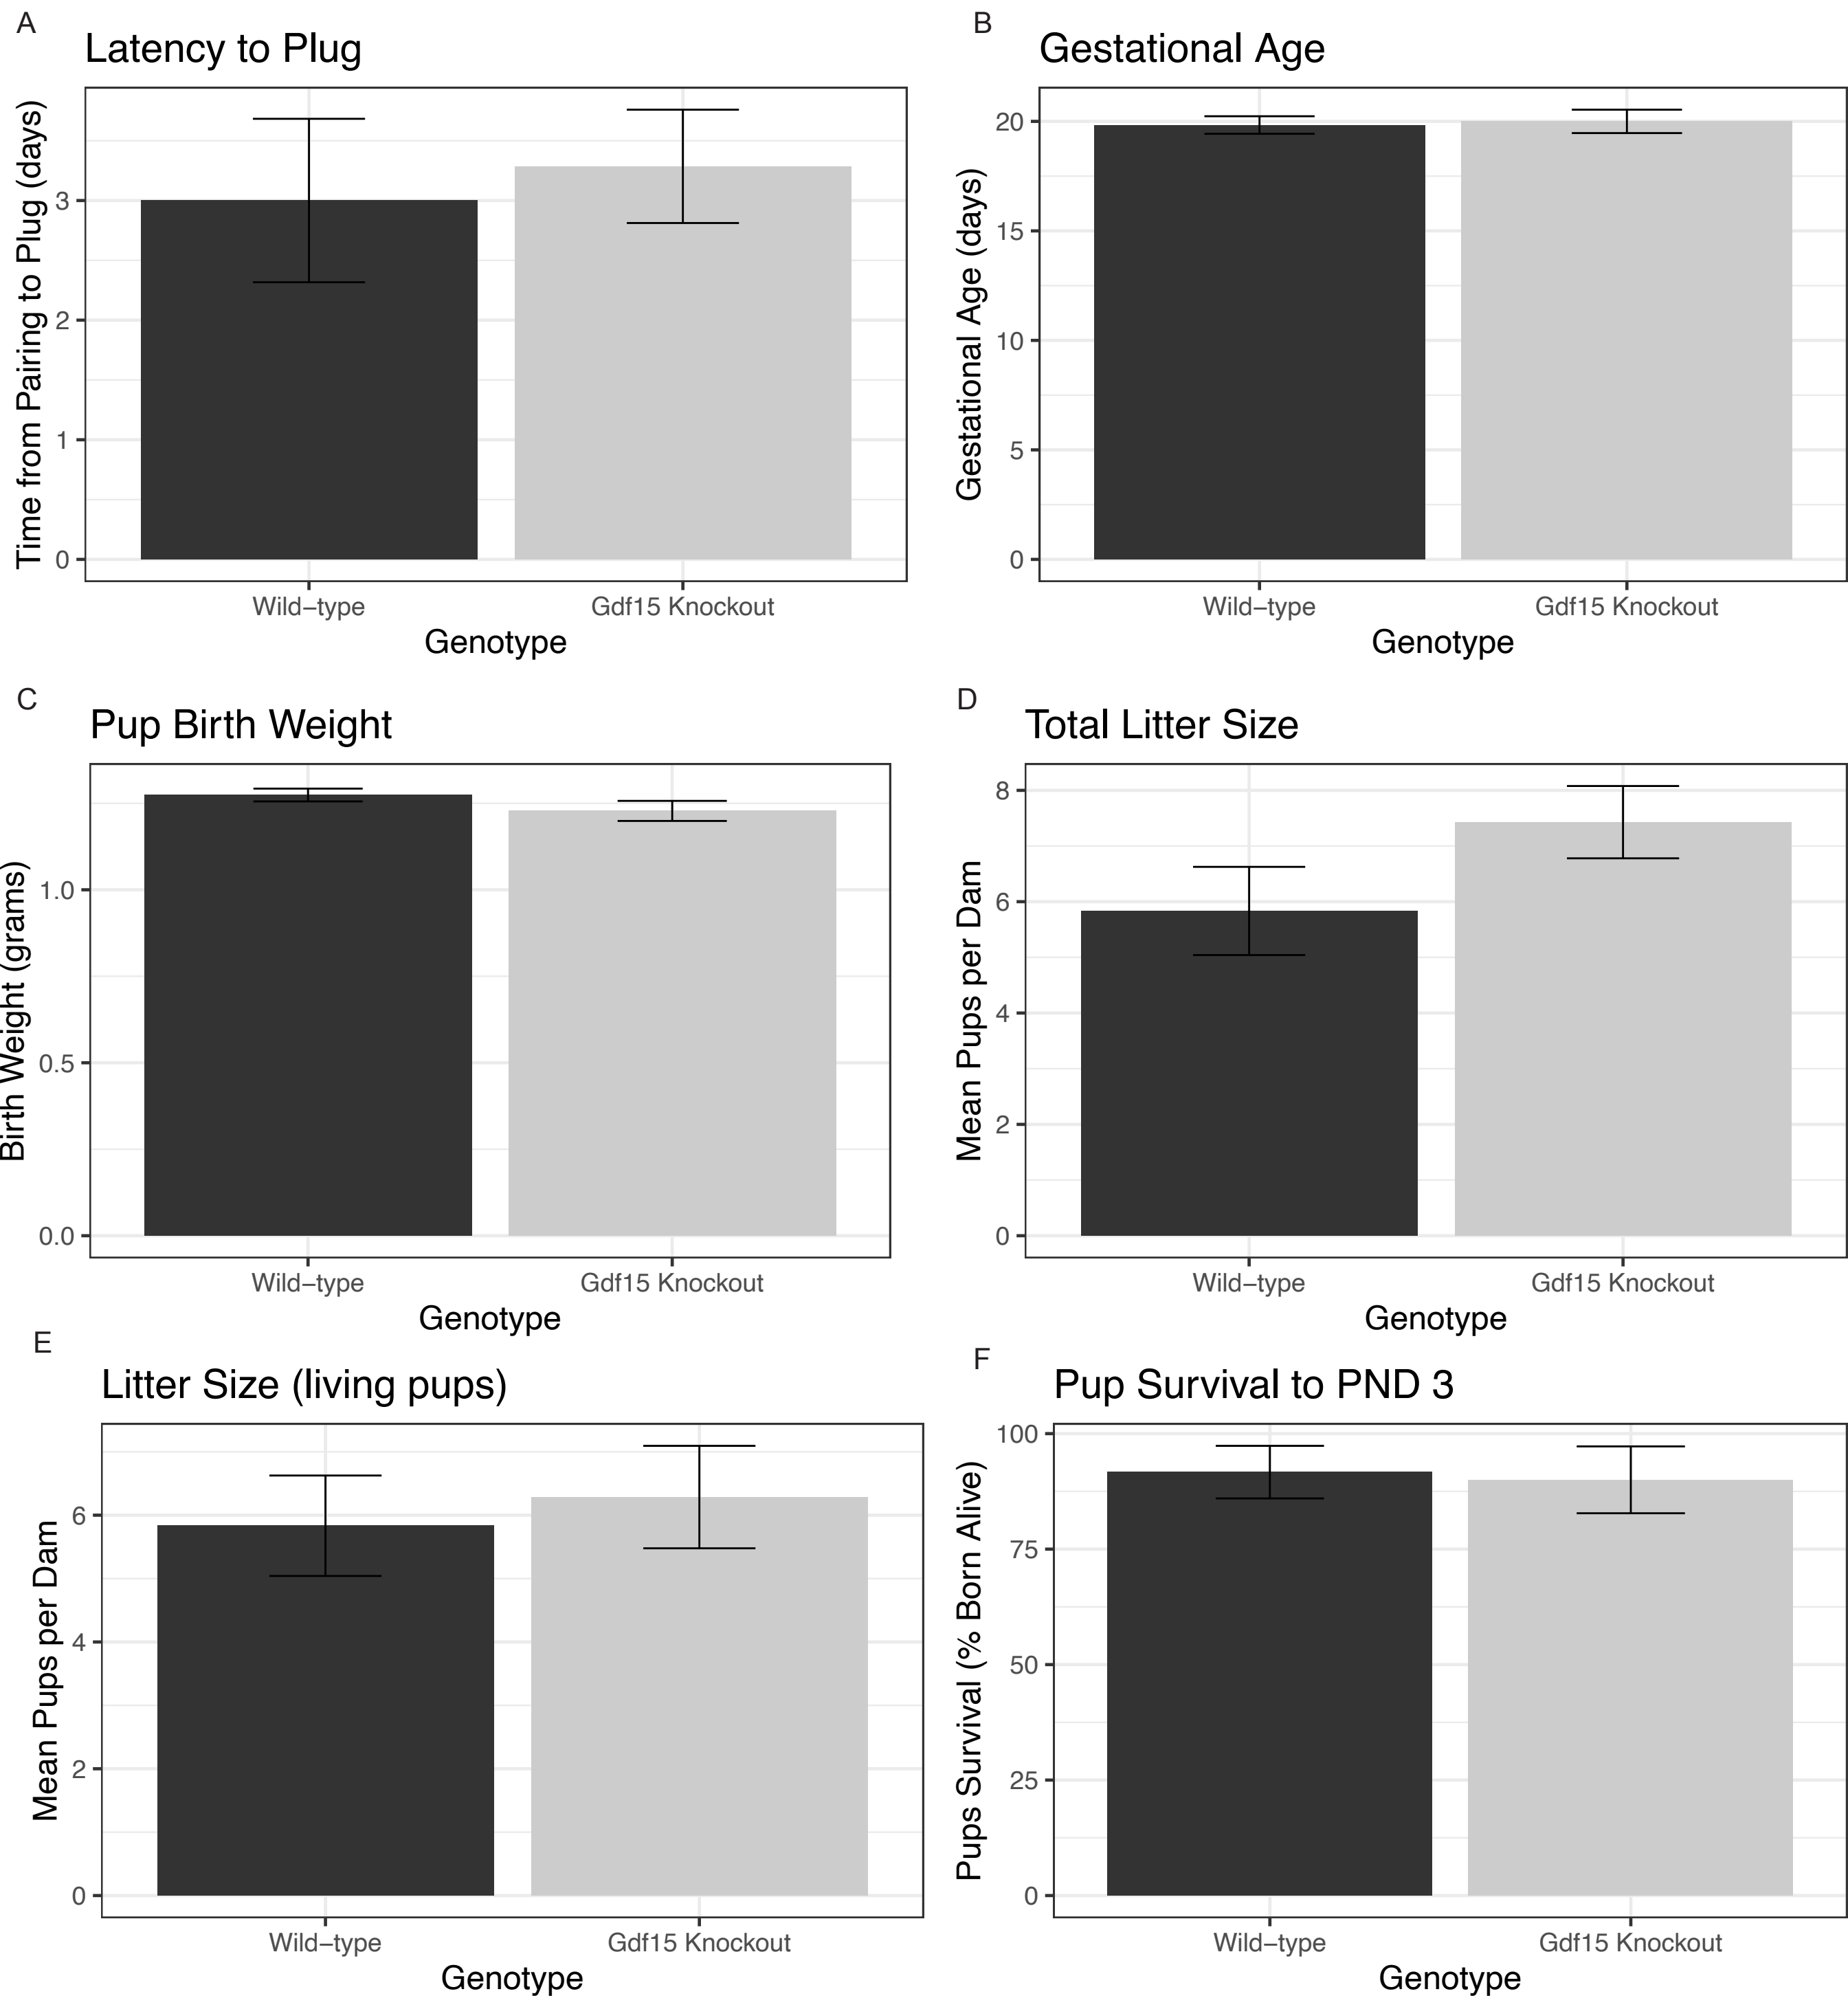 A
Latency to Plug
Time from Pairing to Plug (days)
3
2
1
0
Wild−type
Gdf15 Knockout
Genotype
B
Gestational Age
Gestational Age (days)
20
15
10
5
0
Wild−type
Gdf15 Knockout
Genotype
C
Pup Birth Weight
Birth Weight (grams)
1.0
0.5
0.0
Wild−type
Gdf15 Knockout
Genotype
D
Total Litter Size
Mean Pups per Dam
8
6
4
2
0
Wild−type
Gdf15 Knockout
Genotype
E
Litter Size (living pups)
Mean Pups per Dam
6
4
2
0
Wild−type
Gdf15 Knockout
Genotype
F
Pup Survival to PND 3
Pups Survival (% Born Alive)
100
75
50
25
0
Wild−type
Gdf15 Knockout
Genotype